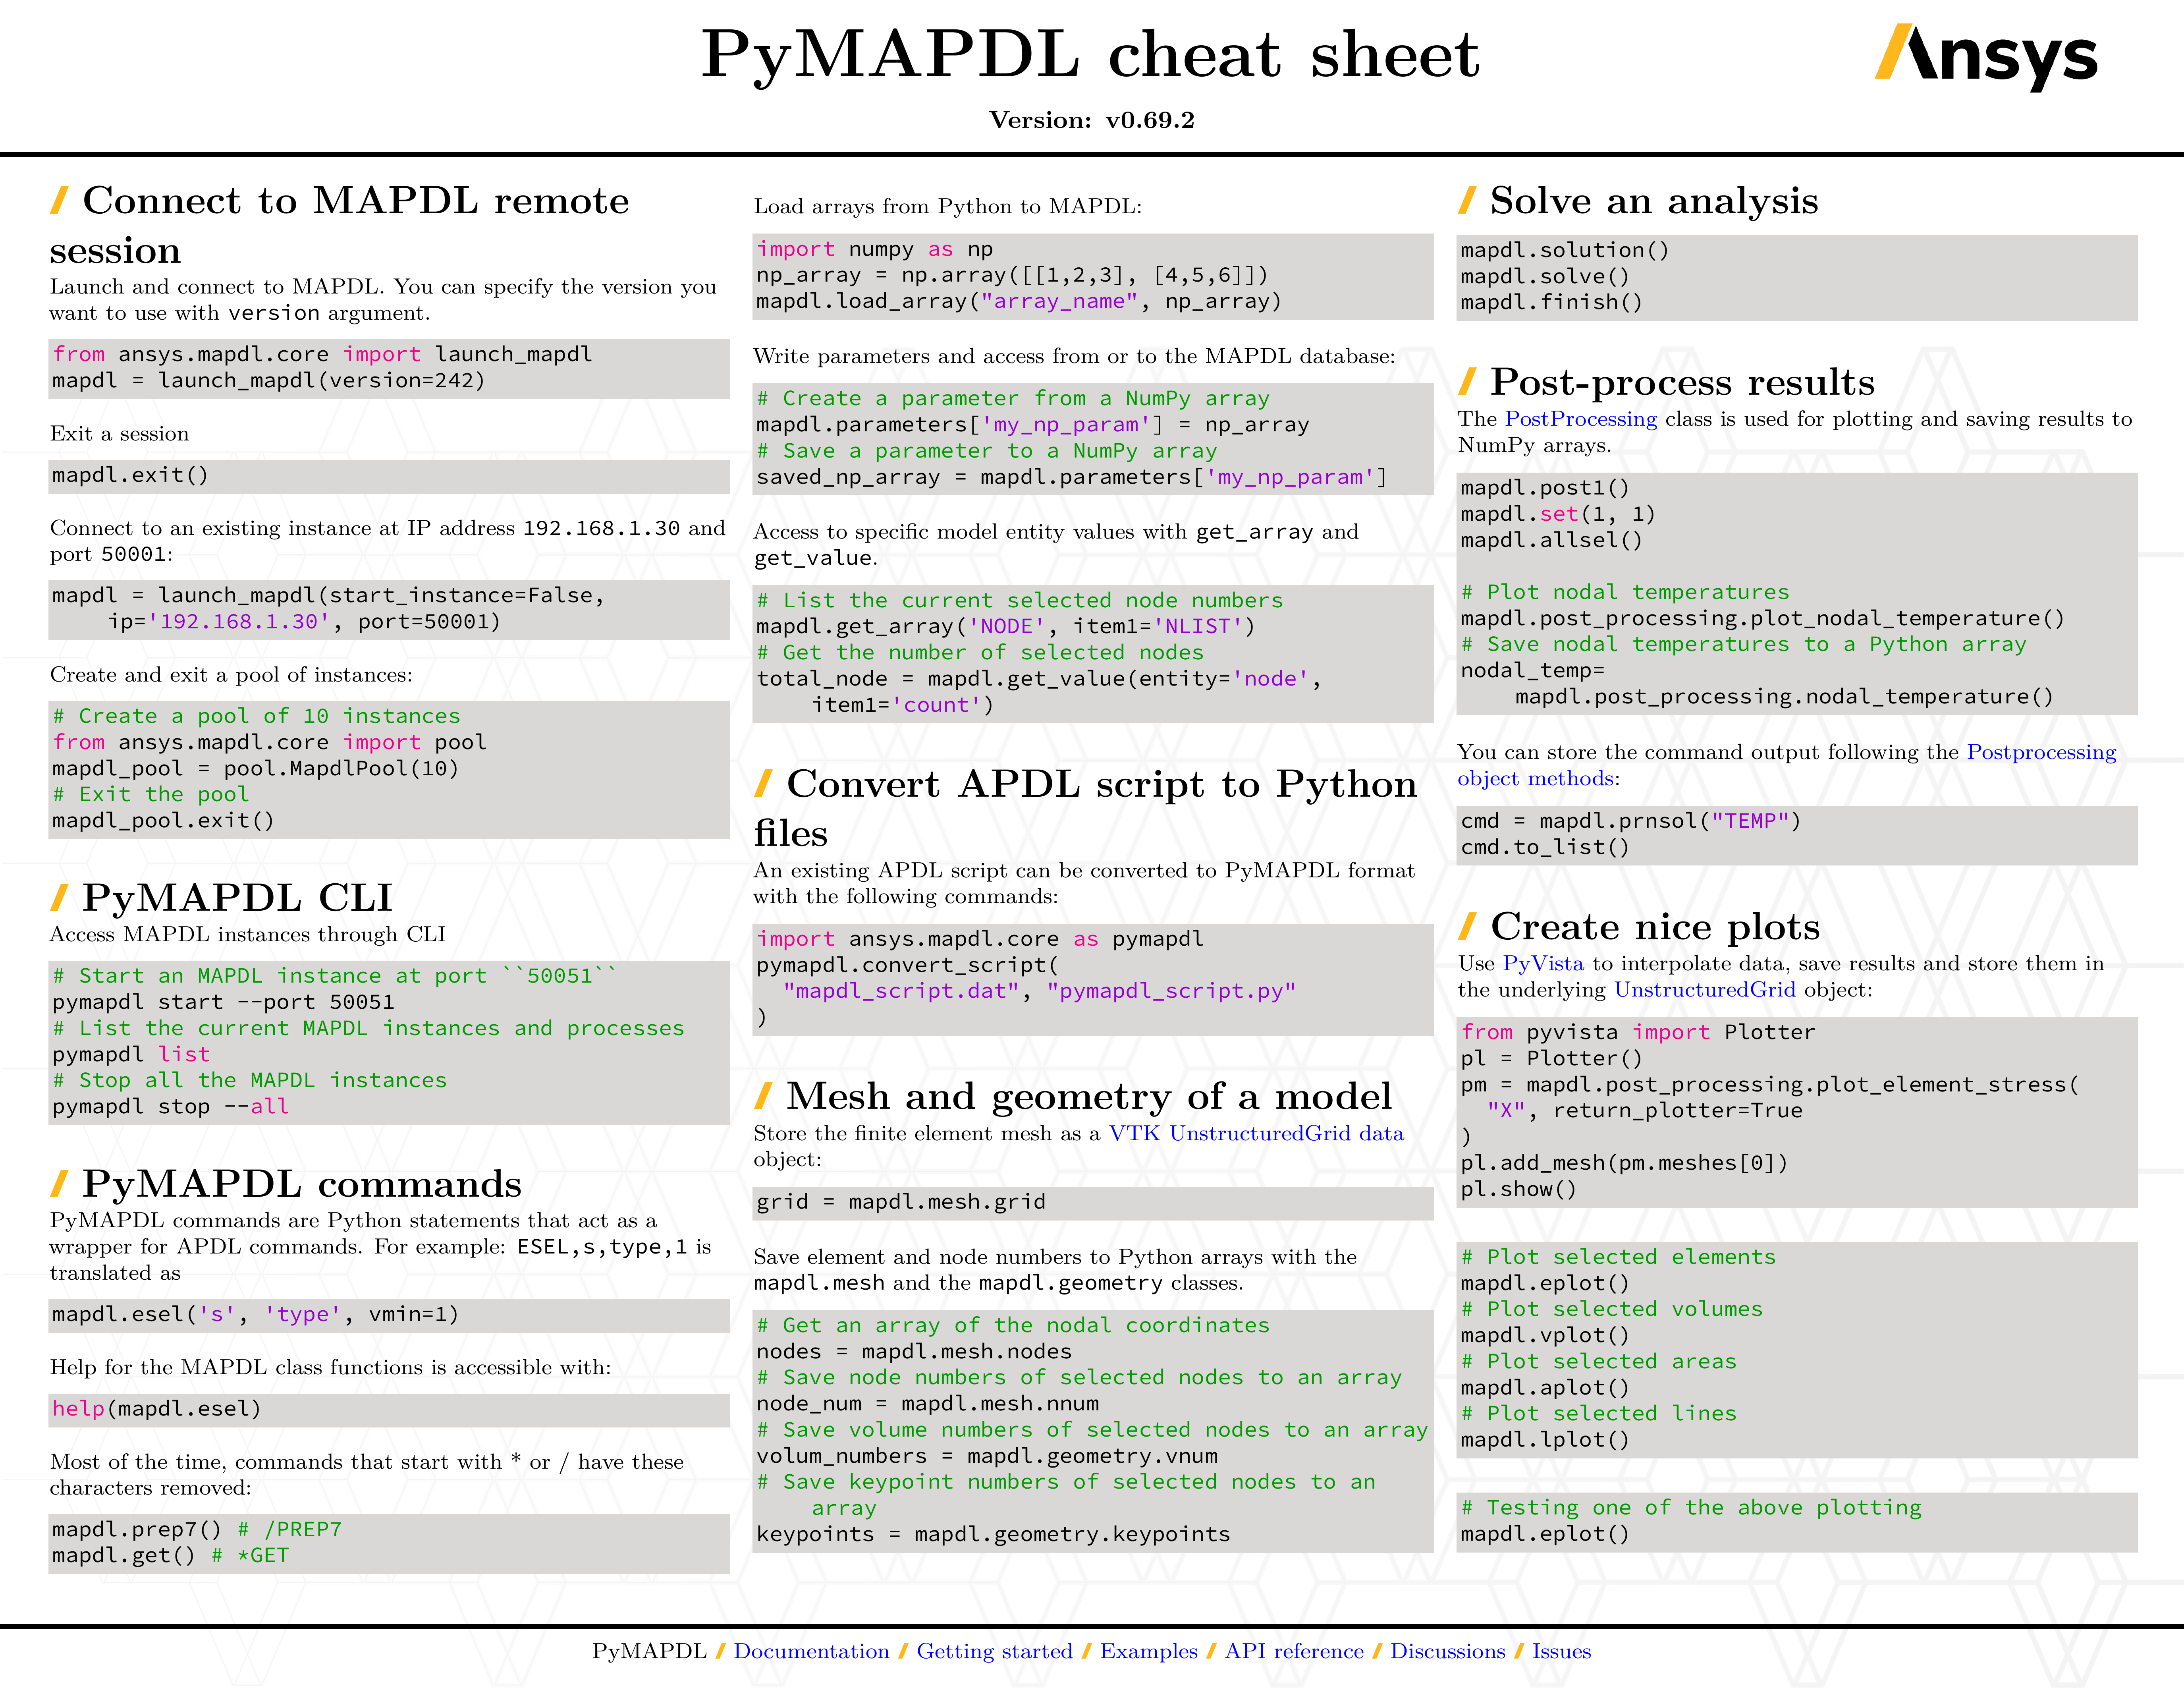 PyMAPDL cheat sheet
Ansys
Version: v0.69.2
Connect to MAPDL remote
session
Launch and connect to MAPDL. You can specify the version you
want to use with version argument.
from ansys.mapdl.core import launch_mapdl
mapdl = launch_mapdl(version=242)
Exit a session
mapdl.exit()
Connect to an existing instance at IP address 192.168.1.30 and
port 50001:
mapdl = launch_mapdl(start_instance=False,
ip='192.168.1.30', port=50001)
Create and exit a pool of instances:
# Create a pool of 10 instances
from ansys.mapdl.core import pool
mapdl_pool = pool.MapdlPool(10)
# Exit the pool
mapdl_pool.exit()
PyMAPDL CLI
Access MAPDL instances through CLI
# Start an MAPDL instance at port ``50051``
pymapdl start --port 50051
# List the current MAPDL instances and processes
pymapdl list
# Stop all the MAPDL instances
pymapdl stop --all
PyMAPDL commands
PyMAPDL commands are Python statements that act as a
wrapper for APDL commands. For example: ESEL,s,type,1 is
translated as
mapdl.esel('s', 'type', vmin=1)
Help for the MAPDL class functions is accessible with:
help(mapdl.esel)
Most of the time, commands that start with * or / have these
characters removed:
mapdl.prep7() # /PREP7
mapdl.get() # *GET
Load arrays from Python to MAPDL:
import numpy as np
np_array = np.array([[1,2,3], [4,5,6]])
mapdl.load_array("array_name", np_array)
Write parameters and access from or to the MAPDL database:
# Create a parameter from a NumPy array
mapdl.parameters['my_np_param'] = np_array
# Save a parameter to a NumPy array
saved_np_array = mapdl.parameters['my_np_param']
Access to specific model entity values with get_array and
get_value.
# List the current selected node numbers
mapdl.get_array('NODE', item1='NLIST')
# Get the number of selected nodes
total_node = mapdl.get_value(entity='node',
item1='count')
Convert APDL script to Python
files
An existing APDL script can be converted to PyMAPDL format
with the following commands:
import ansys.mapdl.core as pymapdl
pymapdl.convert_script(
"mapdl_script.dat", "pymapdl_script.py"
)
Mesh and geometry of a model
Store the finite element mesh as a VTK UnstructuredGrid data
object:
grid = mapdl.mesh.grid
Save element and node numbers to Python arrays with the
mapdl.mesh and the mapdl.geometry classes.
# Get an array of the nodal coordinates
nodes = mapdl.mesh.nodes
# Save node numbers of selected nodes to an array
node_num = mapdl.mesh.nnum
# Save volume numbers of selected nodes to an array
volum_numbers = mapdl.geometry.vnum
# Save keypoint numbers of selected nodes to an
array
keypoints = mapdl.geometry.keypoints
Solve an analysis
mapdl.solution()
mapdl.solve()
mapdl.finish()
Post-process results
The PostProcessing class is used for plotting and saving results to
NumPy arrays.
mapdl.post1()
mapdl.set(1, 1)
mapdl.allsel()
# Plot nodal temperatures
mapdl.post_processing.plot_nodal_temperature()
# Save nodal temperatures to a Python array
nodal_temp=
mapdl.post_processing.nodal_temperature()
You can store the command output following the Postprocessing
object methods:
cmd = mapdl.prnsol("TEMP")
cmd.to_list()
Create nice plots
Use PyVista to interpolate data, save results and store them in
the underlying UnstructuredGrid object:
from pyvista import Plotter
pl = Plotter()
pm = mapdl.post_processing.plot_element_stress(
"X", return_plotter=True
)
pl.add_mesh(pm.meshes[0])
pl.show()
# Plot selected elements
mapdl.eplot()
# Plot selected volumes
mapdl.vplot()
# Plot selected areas
mapdl.aplot()
# Plot selected lines
mapdl.lplot()
# Testing one of the above plotting
mapdl.eplot()
PyMAPDL / Documentation / Getting started / Examples / API reference / Discussions / Issues